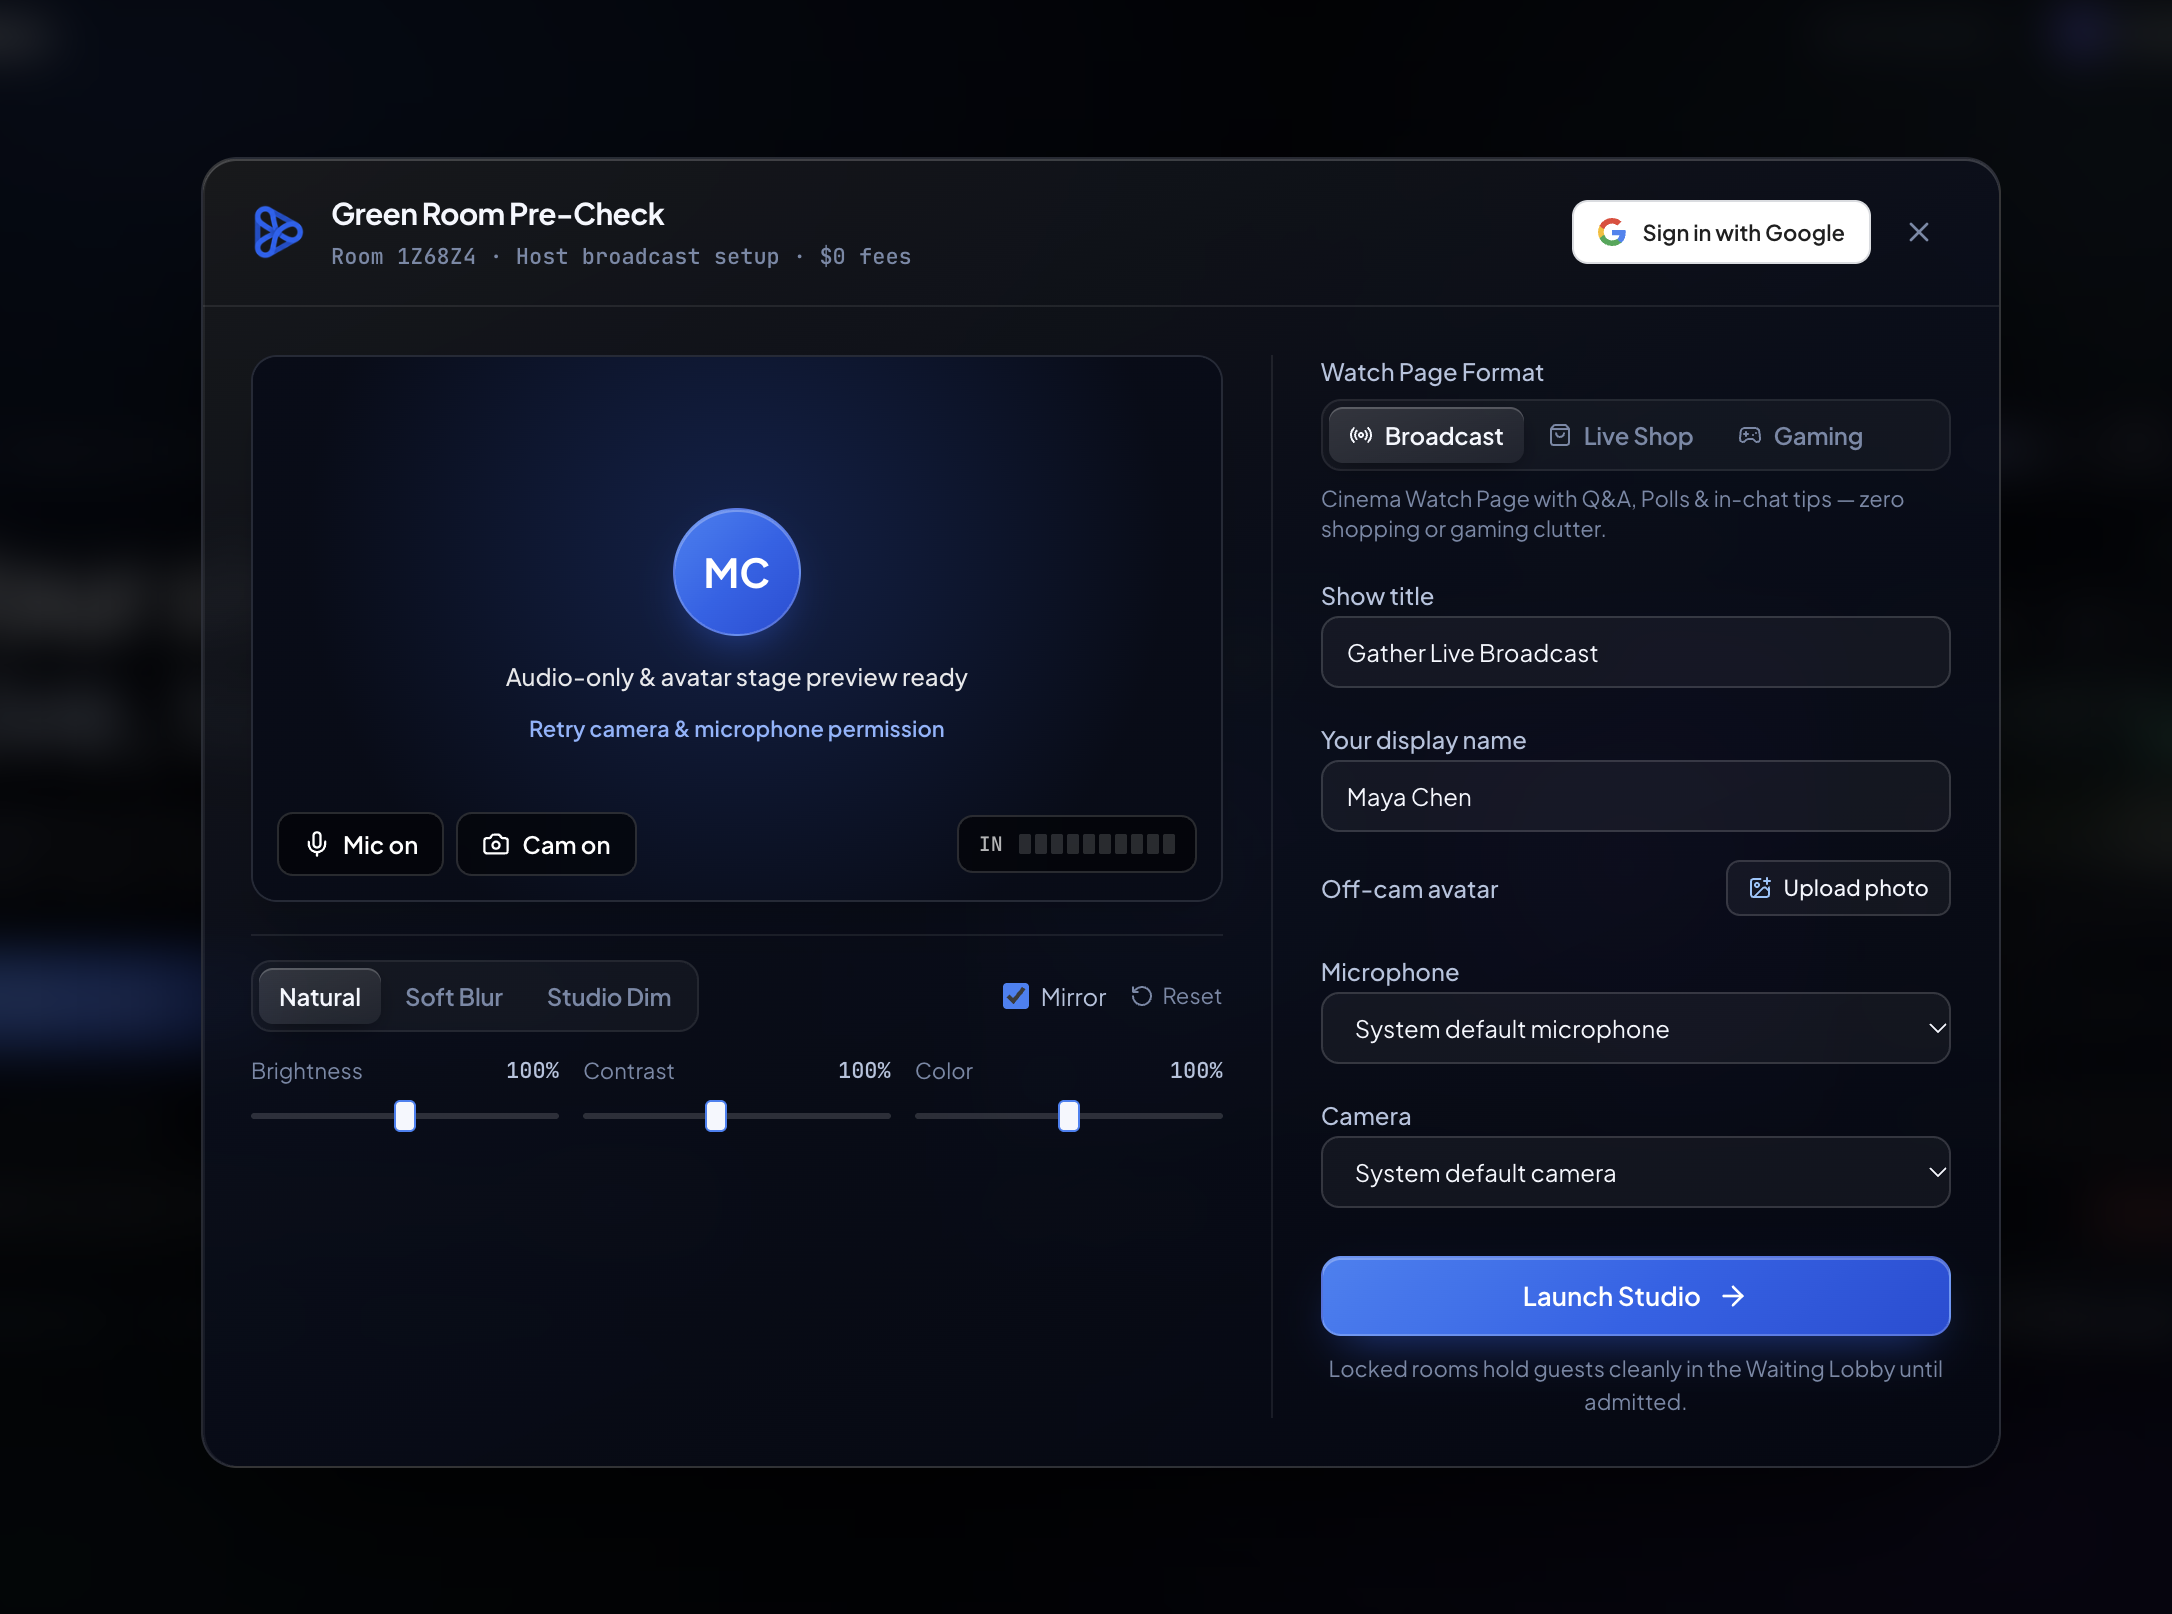 Green Room Pre-Check
Room 1Z68Z4 · Host broadcast setup · $0 fees
Sign in with Google
MC
Audio-only & avatar stage preview ready
Retry camera & microphone permission
Mic on
Cam on
IN
Natural
Soft Blur
Studio Dim
Mirror
Reset
Brightness 100%
Contrast 100%
Color 100%
Watch Page Format
Broadcast
Live Shop
Gaming
Cinema Watch Page with Q&A, Polls & in-chat tips — zero
shopping or gaming clutter.
Show title
Gather Live Broadcast
Your display name
Maya Chen
Off-cam avatar
Upload photo
Microphone
System default microphone
Camera
System default camera
Launch Studio →
Locked rooms hold guests cleanly in the Waiting Lobby until
admitted.